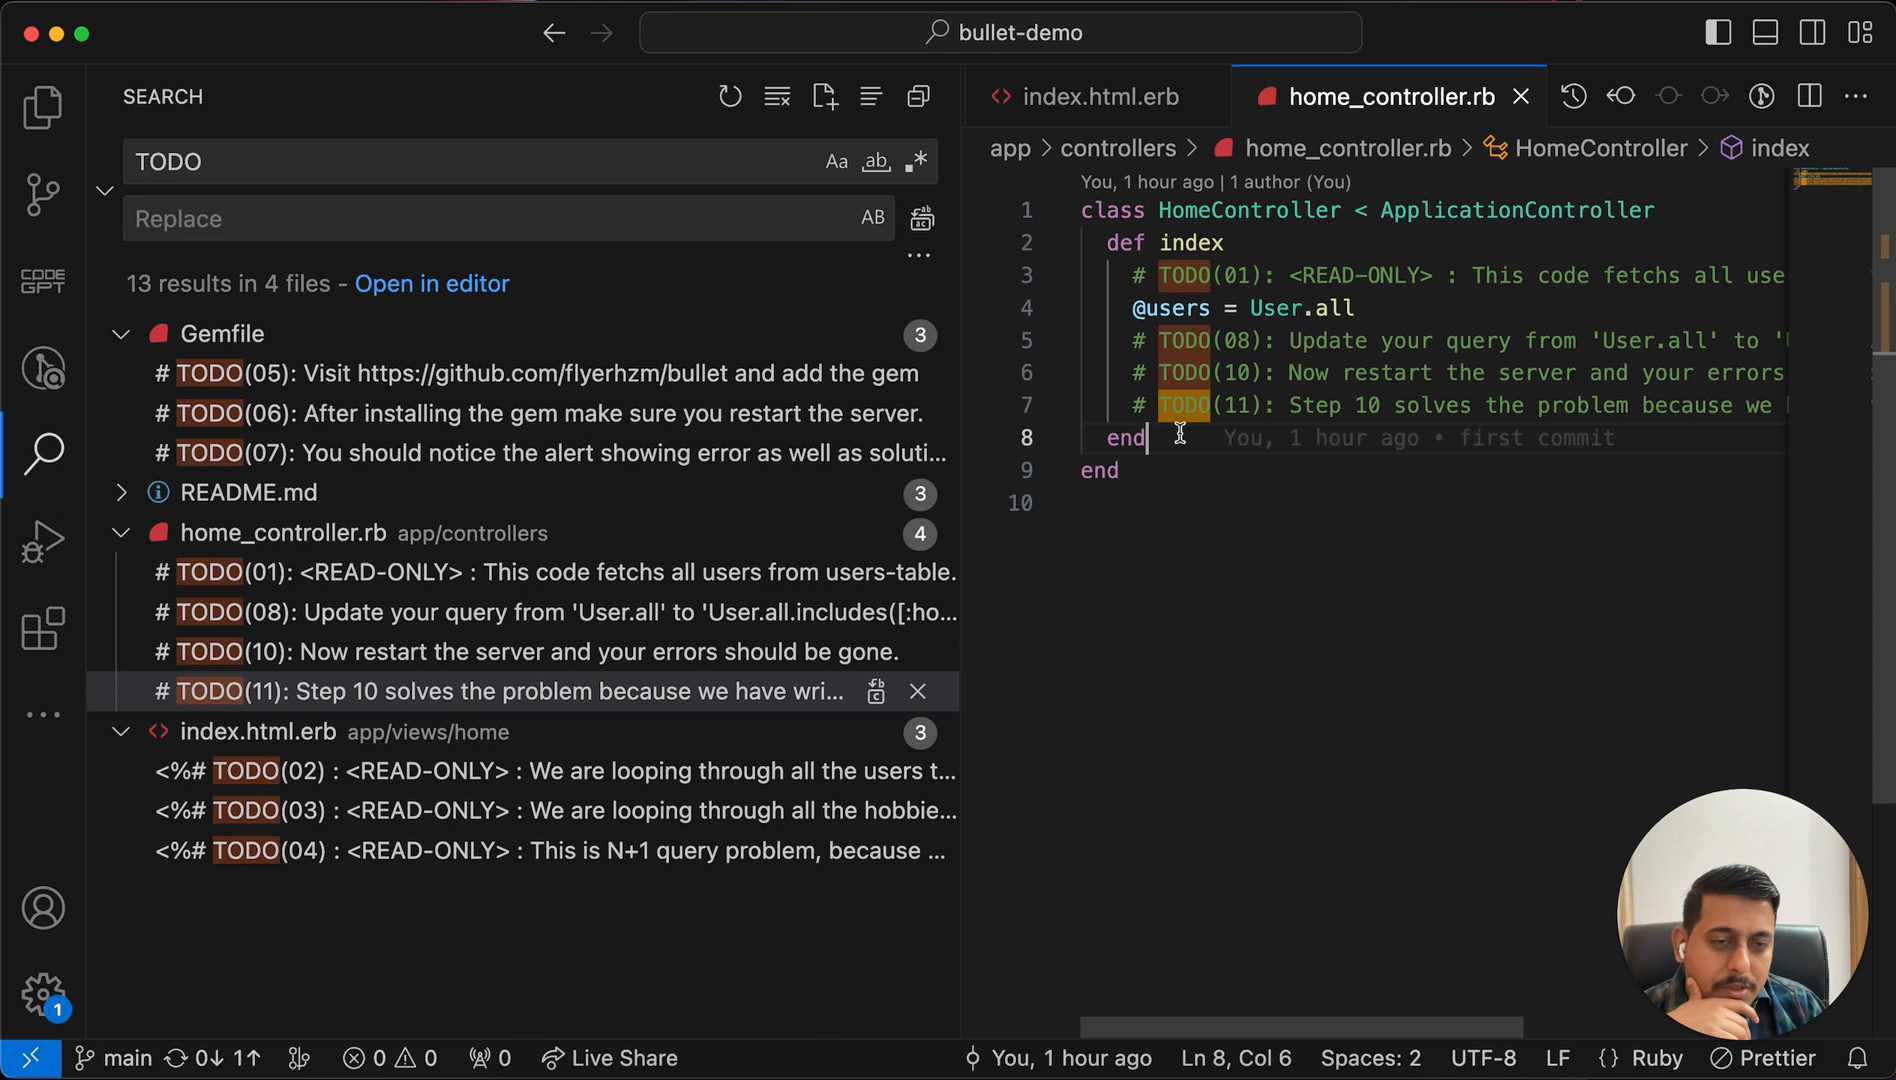 bullet-demo
SEARCH
TODO
Aa
ab
Replace
AB
13 results in 4 files - Open in editor
Gemfile
3
# TODO(05): Visit https://github.com/flyerhzm/bullet and add the gem
# TODO(06): After installing the gem make sure you restart the server.
# TODO(07): You should notice the alert showing error as well as soluti...
README.md
3
home_controller.rb app/controllers
4
# TODO(01): <READ-ONLY> : This code fetchs all users from users-table.
# TODO(08): Update your query from 'User.all' to 'User.all.includes([:ho...
# TODO(10): Now restart the server and your errors should be gone.
# TODO(11): Step 10 solves the problem because we have wri...
index.html.erb app/views/home
3
<%# TODO(02) : <READ-ONLY> : We are looping through all the users t...
<%# TODO(03) : <READ-ONLY> : We are looping through all the hobbie...
<%# TODO(04) : <READ-ONLY> : This is N+1 query problem, because ...
CODE
GPT
1
index.html.erb
home_controller.rb
app > controllers > home_controller.rb > HomeController > index
You, 1 hour ago | 1 author (You)
1 class HomeController < ApplicationController
2 def index
3 # TODO(01): <READ-ONLY> : This code fetchs all use
4 @users = User.all
5 # TODO(08): Update your query from 'User.all' to '
6 # TODO(10): Now restart the server and your errors
7 # TODO(11): Step 10 solves the problem because we
8 end You, 1 hour ago • first commit
9 end
10
main 0↓ 1↑ 0 0 0 Live Share You, 1 hour ago Ln 8, Col 6 Spaces: 2 UTF-8 LF {} Ruby Prettier